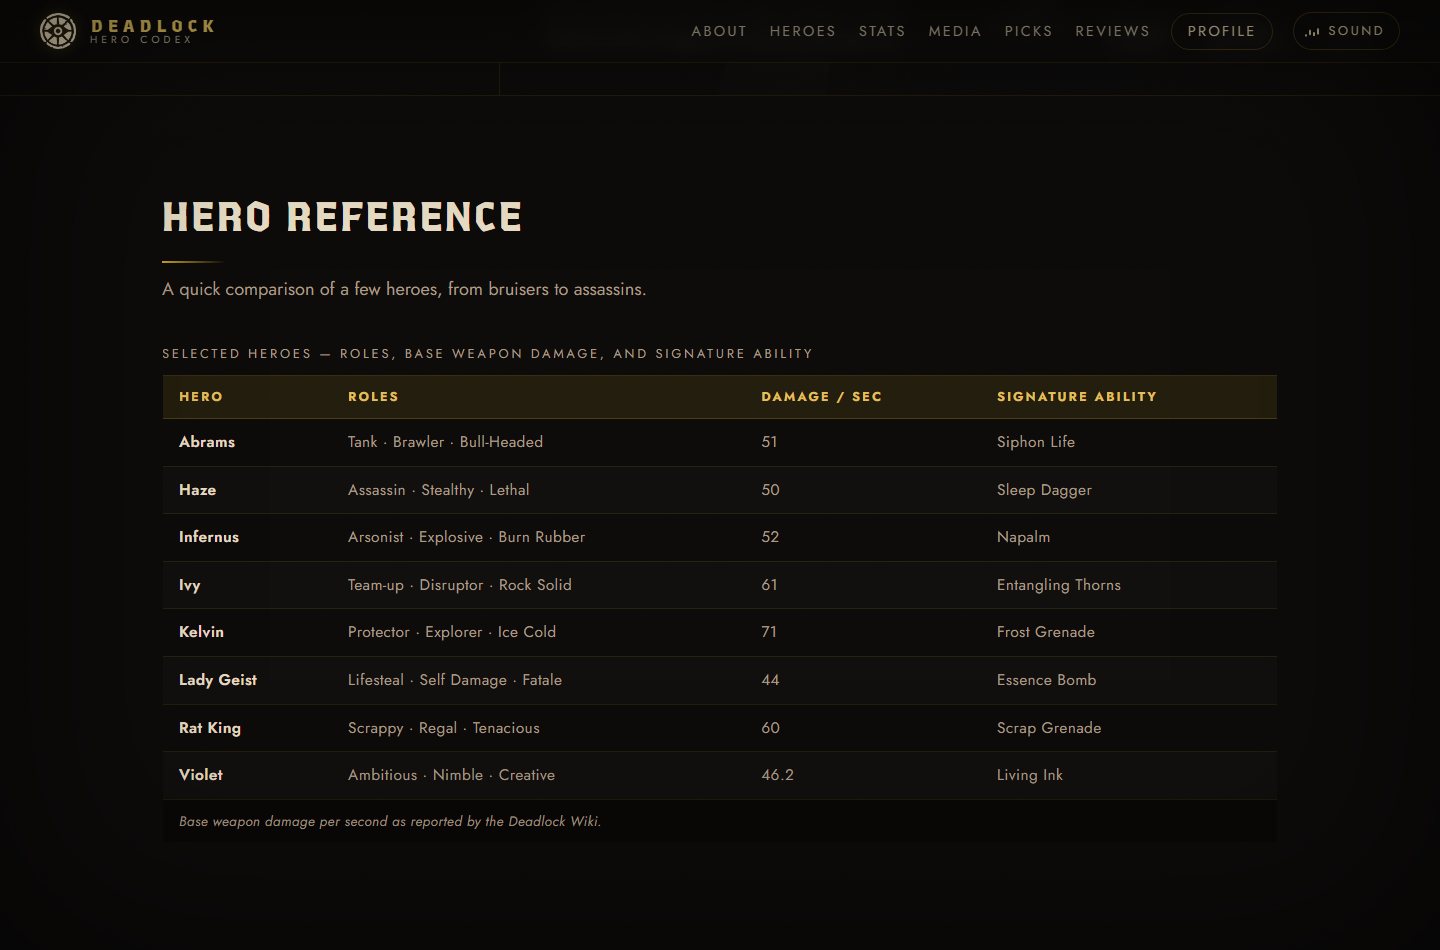 DEADLOCK
HERO CODEX
ABOUT HEROES STATS MEDIA PICKS REVIEWS PROFILE SOUND
HERO REFERENCE
A quick comparison of a few heroes, from bruisers to assassins.
SELECTED HEROES — ROLES, BASE WEAPON DAMAGE, AND SIGNATURE ABILITY
HERO ROLES DAMAGE / SEC SIGNATURE ABILITY
Abrams Tank · Brawler · Bull-Headed 51 Siphon Life
Haze Assassin · Stealthy · Lethal 50 Sleep Dagger
Infernus Arsonist · Explosive · Burn Rubber 52 Napalm
Ivy Team-up · Disruptor · Rock Solid 61 Entangling Thorns
Kelvin Protector · Explorer · Ice Cold 71 Frost Grenade
Lady Geist Lifesteal · Self Damage · Fatale 44 Essence Bomb
Rat King Scrappy · Regal · Tenacious 60 Scrap Grenade
Violet Ambitious · Nimble · Creative 46.2 Living Ink
Base weapon damage per second as reported by the Deadlock Wiki.